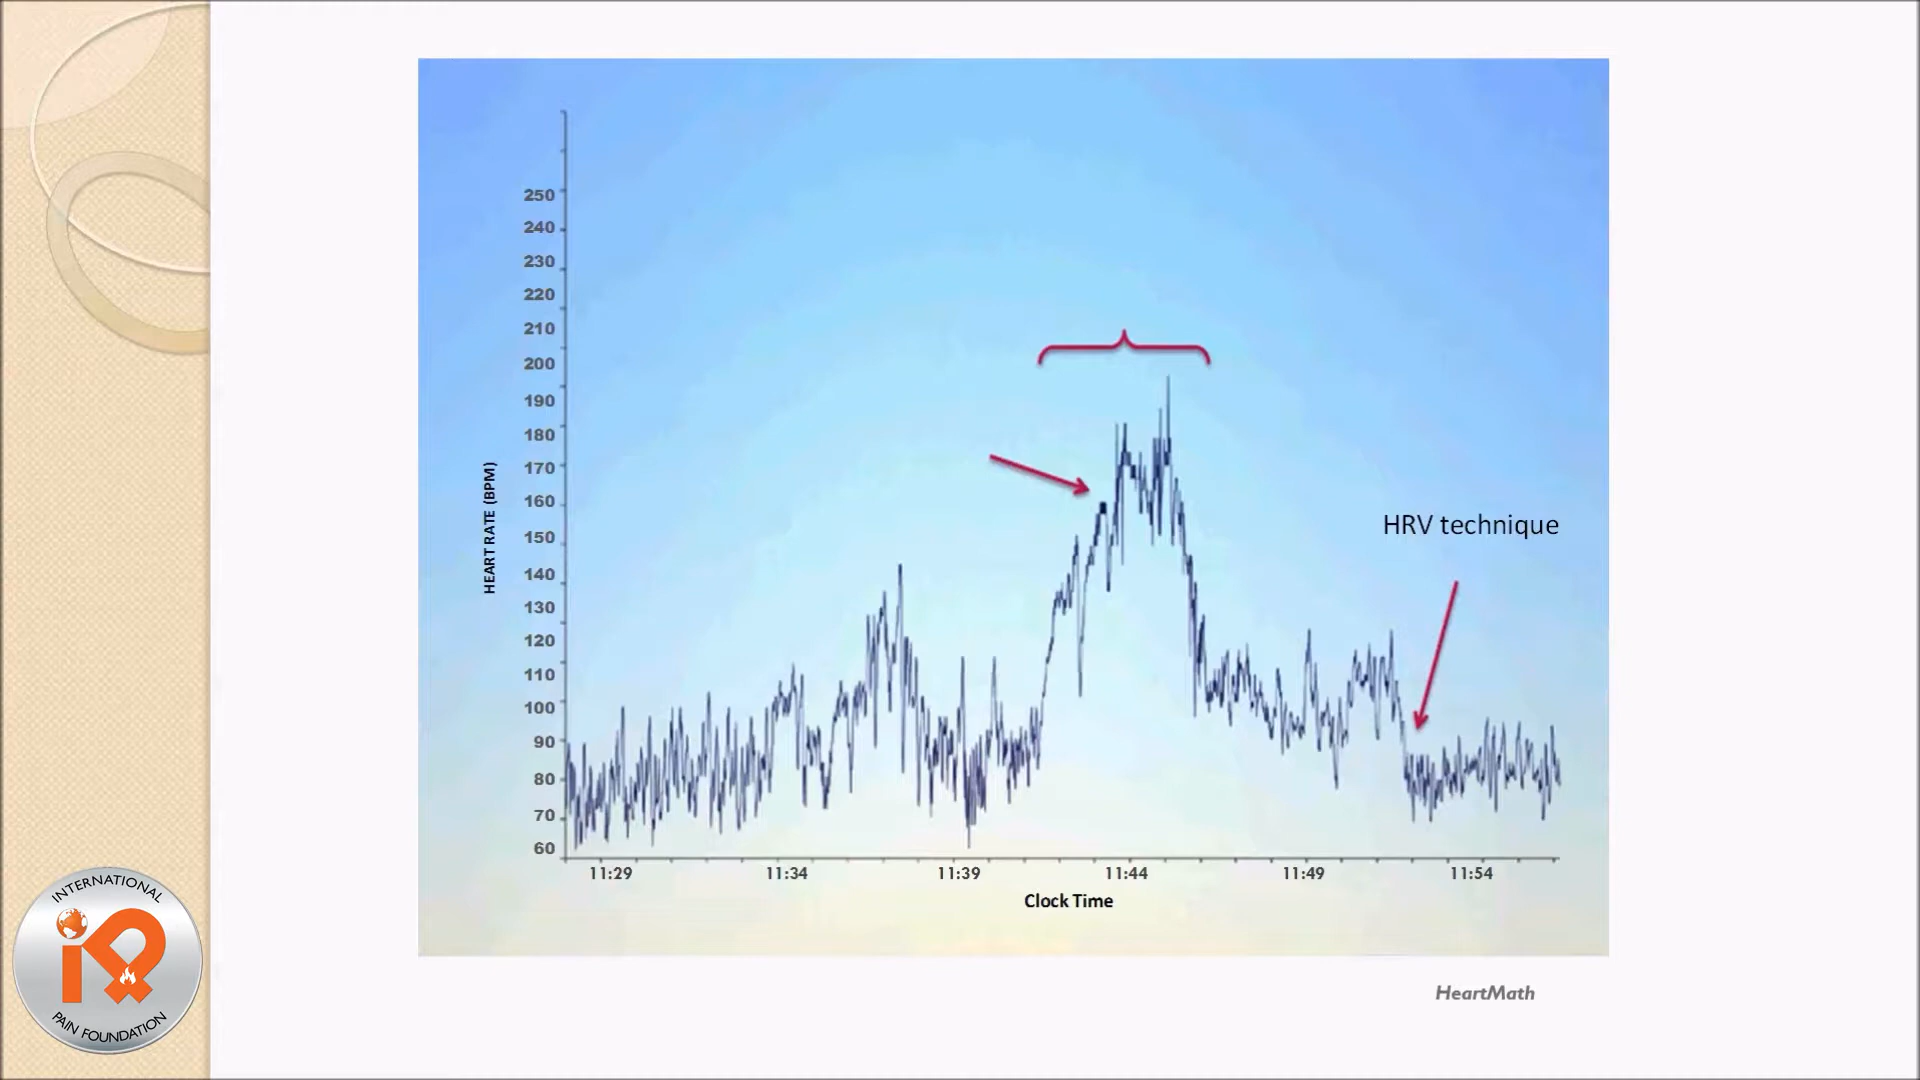 250
240
230
220
210
200
190
180
170
160
150
140
130
120
110
100
90
80
70
60
HEART RATE (BPM)
HRV technique
11:29 11:34 11:39 11:44 11:49 11:54
Clock Time
HeartMath
INTERNATIONAL
iP
PAIN FOUNDATION